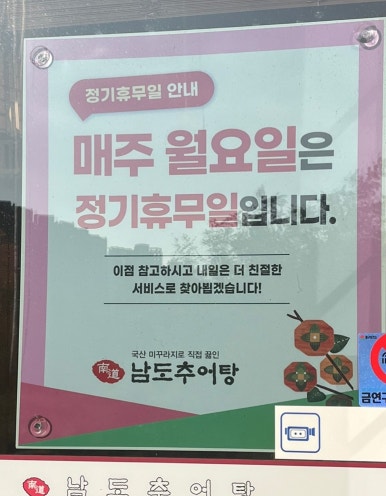 정기휴무일 안내
매주 월요일은
정기휴무일입니다.
이점 참고하시고 내일은 더 친절한
서비스로 찾아뵙겠습니다!
국산 미꾸라지로 직접 끓인
南道 남도추어탕
금연구
南道 남도추어탕